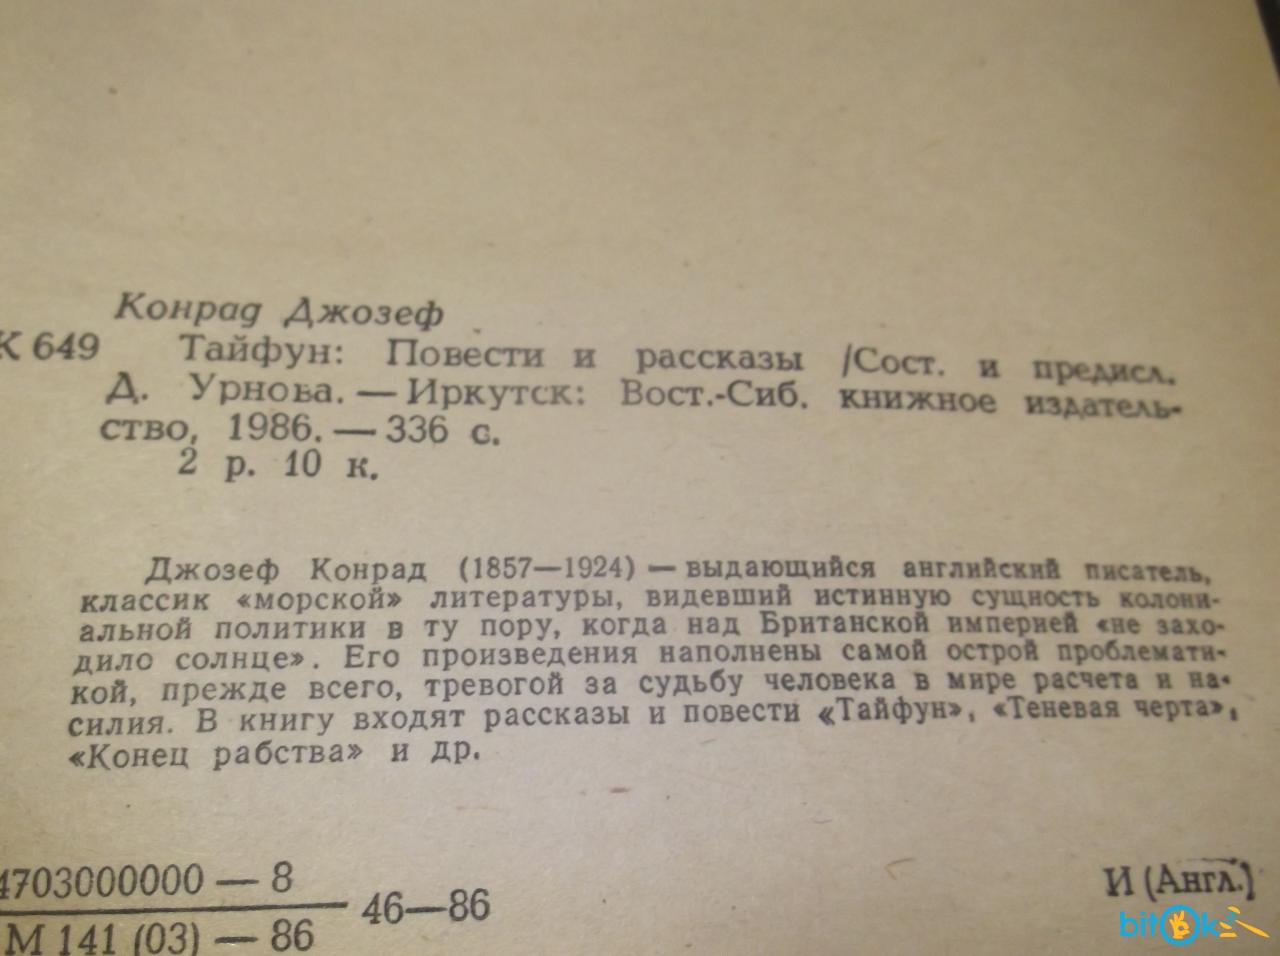 Конрад Джозеф
К 649 Тайфун: Повести и рассказы /Сост. и предисл.
Д. Урнова. — Иркутск: Вост.-Сиб. книжное издатель-
ство, 1986. — 336 с.
2 р. 10 к.
Джозеф Конрад (1857—1924) — выдающийся английский писатель,
классик «морской» литературы, видевший истинную сущность колони-
альной политики в ту пору, когда над Британской империей «не захо-
дило солнце». Его произведения наполнены самой острой проблемати-
кой, прежде всего, тревогой за судьбу человека в мире расчета и на-
силия. В книгу входят рассказы и повести «Тайфун», «Теневая черта»,
«Конец рабства» и др.
4703000000 — 8
М 141 (03) — 86
46—86
И (Англ.)
bitOk